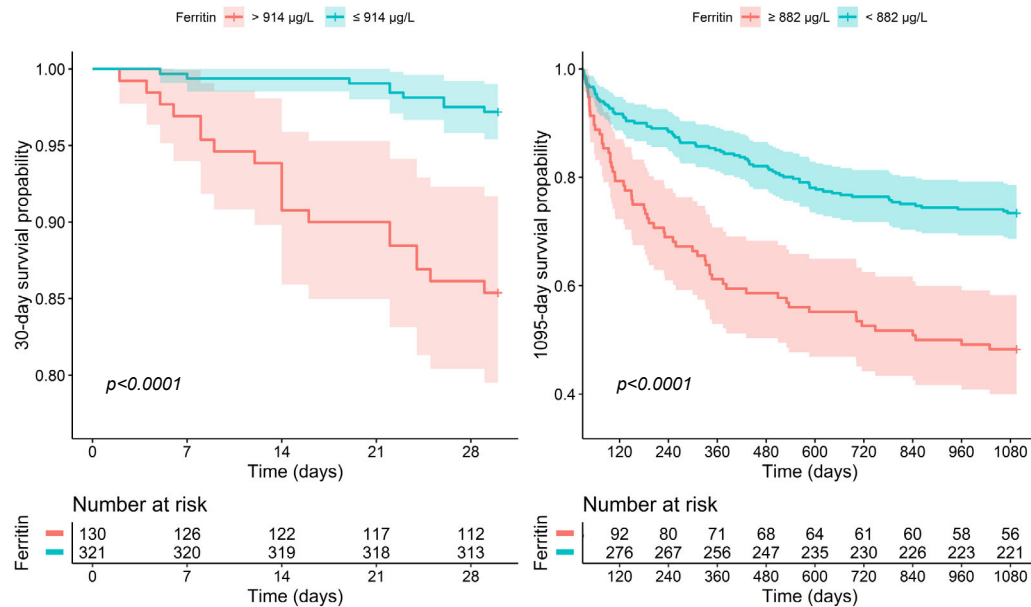 Ferritin > 914 µg/L ≤ 914 µg/L
1.00
0.95
0.90
0.85
0.80
30-day survvial propability
p<0.0001
0 7 14 21 28
Time (days)
Number at risk
Ferritin
130 126 122 117 112
321 320 319 318 313
0 7 14 21 28
Time (days)
Ferritin ≥ 882 µg/L < 882 µg/L
1.0
0.8
0.6
0.4
1095-day survvial propability
p<0.0001
120 240 360 480 600 720 840 960 1080
Time (days)
Number at risk
Ferritin
92 80 71 68 64 61 60 58 56
276 267 256 247 235 230 226 223 221
120 240 360 480 600 720 840 960 1080
Time (days)